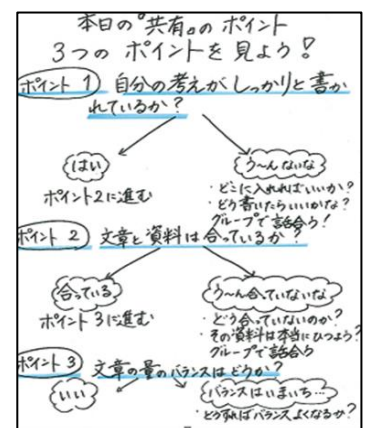 本日の『共有』のポイント
3つのポイントを見よう！
ポイント1 自分の考えがしっかりと書か
れているか？
はい
う〜んないな
ポイント2に進む
・どこに入れればいいか？
・どう書いたらいいかな？
グループで話合う！
ポイント2 文章と資料は合っているか？
合っている
う〜ん合っていないな
ポイント3に進む
・どう合っていないのか？
・その資料は本当にひつよう？
グループで話合う
ポイント3 文章の量のバランスはどうか？
いい
バランスはいまいち…
・どうすればバランスよくなるか？